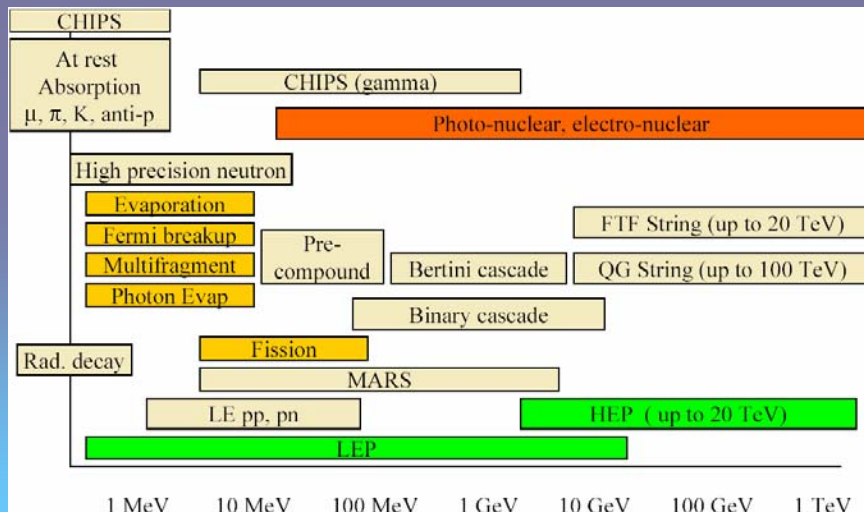 CHIPS
At rest
Absorption
μ, π, K, anti-p
CHIPS (gamma)
Photo-nuclear, electro-nuclear
High precision neutron
Evaporation
Fermi breakup
Multifragment
Photon Evap
Pre-
compound
Bertini cascade
FTF String (up to 20 TeV)
QG String (up to 100 TeV)
Binary cascade
Fission
Rad. decay
MARS
LE pp, pn
HEP ( up to 20 TeV)
LEP
1 MeV 10 MeV 100 MeV 1 GeV 10 GeV 100 GeV 1 TeV